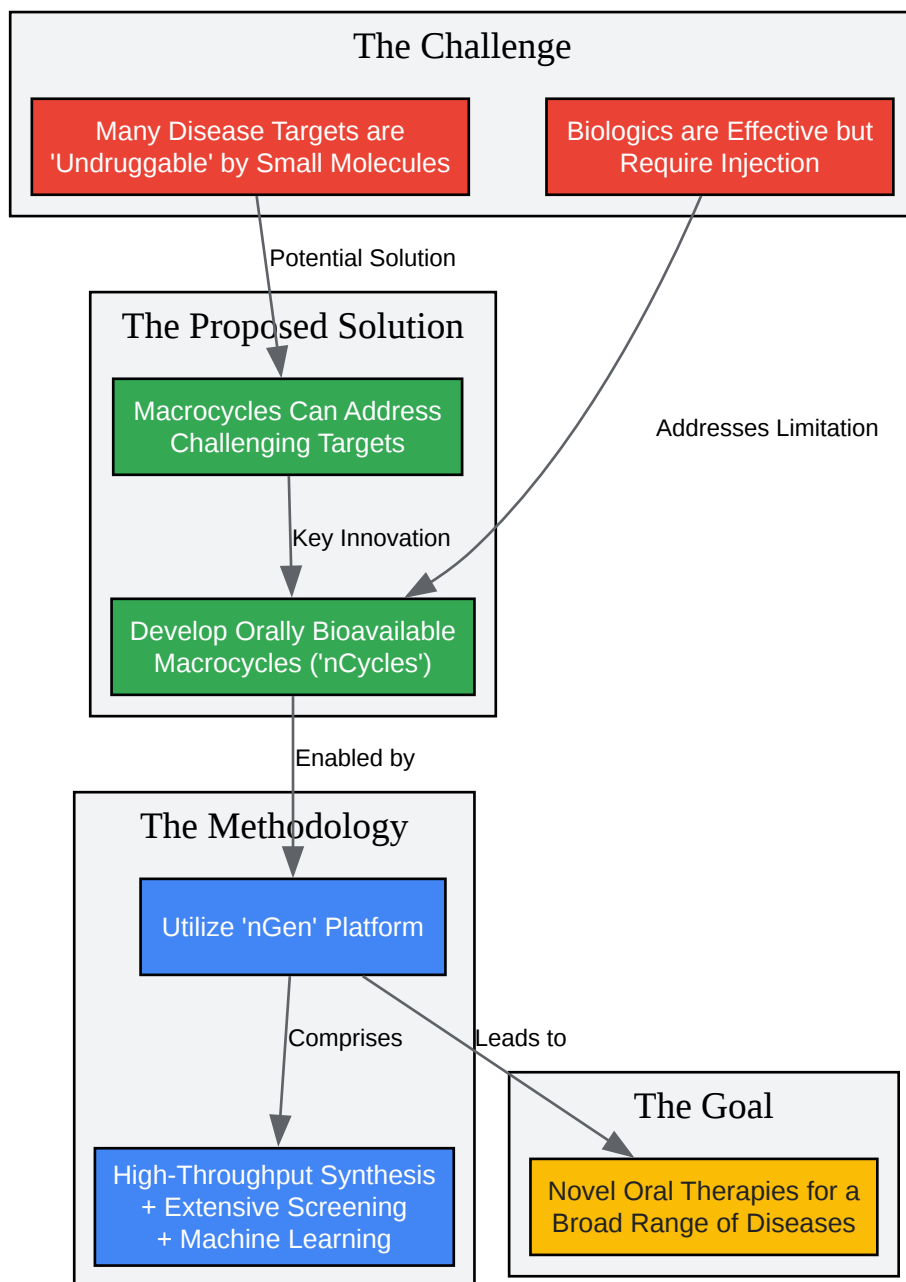 The Challenge
Many Disease Targets are
'Undruggable' by Small Molecules
Biologics are Effective but
Require Injection
Potential Solution
The Proposed Solution
Macrocycles Can Address
Challenging Targets
Addresses Limitation
Key Innovation
Develop Orally Bioavailable
Macrocycles ('nCycles')
Enabled by
The Methodology
Utilize 'nGen' Platform
Comprises
Leads to
The Goal
High-Throughput Synthesis
+ Extensive Screening
+ Machine Learning
Novel Oral Therapies for a
Broad Range of Diseases